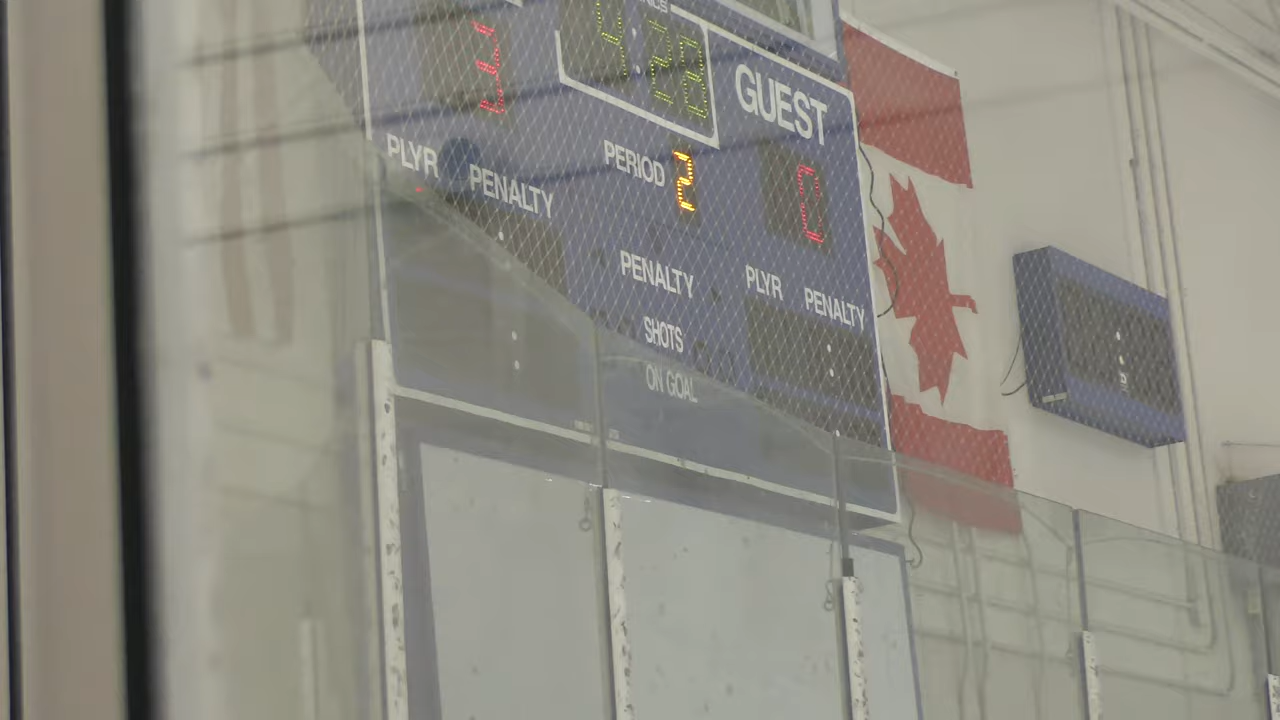 3
4:28
GUEST
PLYR PENALTY
PERIOD 2
0
PENALTY
PLYR PENALTY
SHOTS
ON GOAL